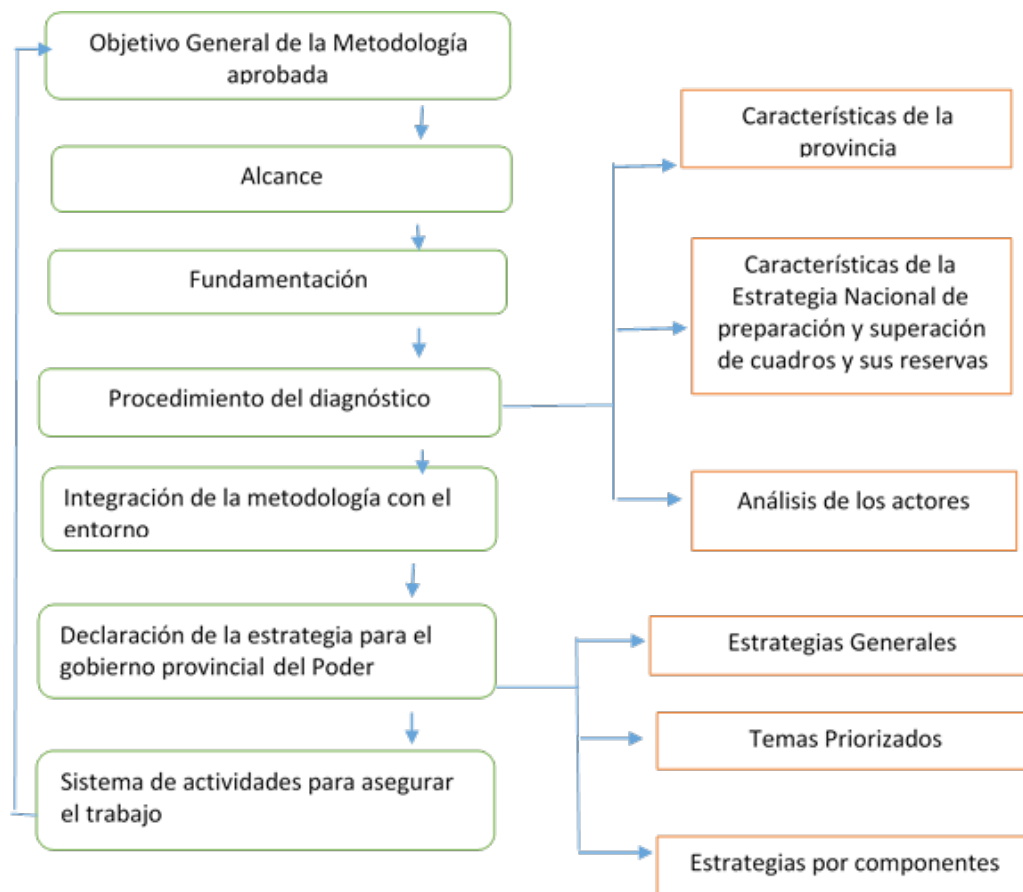 Objetivo General de la Metodología
aprobada
Alcance
Fundamentación
Procedimiento del diagnóstico
Integración de la metodología con el
entorno
Declaración de la estrategia para el
gobierno provincial del Poder
Sistema de actividades para asegurar
el trabajo
Características de la
provincia
Características de la
Estrategia Nacional de
preparación y superación
de cuadros y sus reservas
Análisis de los actores
Estrategias Generales
Temas Priorizados
Estrategias por componentes